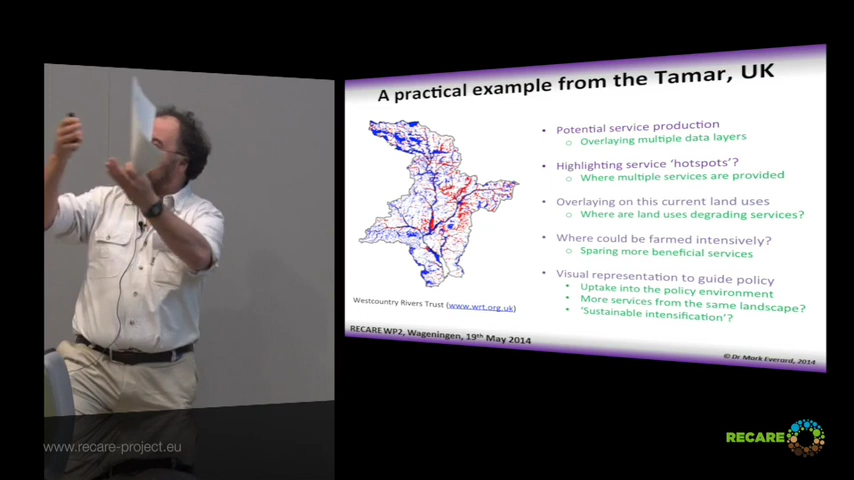 A practical example from the Tamar, UK
• Potential service production
o Overlaying multiple data layers
• Highlighting service 'hotspots'?
o Where multiple services are provided
• Overlaying on this current land uses
o Where are land uses degrading services?
• Where could be farmed intensively?
o Sparing more beneficial services
• Visual representation to guide policy
• Uptake into the policy environment
• More services from the same landscape?
• 'Sustainable intensification'?
Westcountry Rivers Trust (www.wrt.org.uk)
RECARE WP2, Wageningen, 19th May 2014
© Dr Mark Everard, 2014
www.recare-project.eu
RECARE